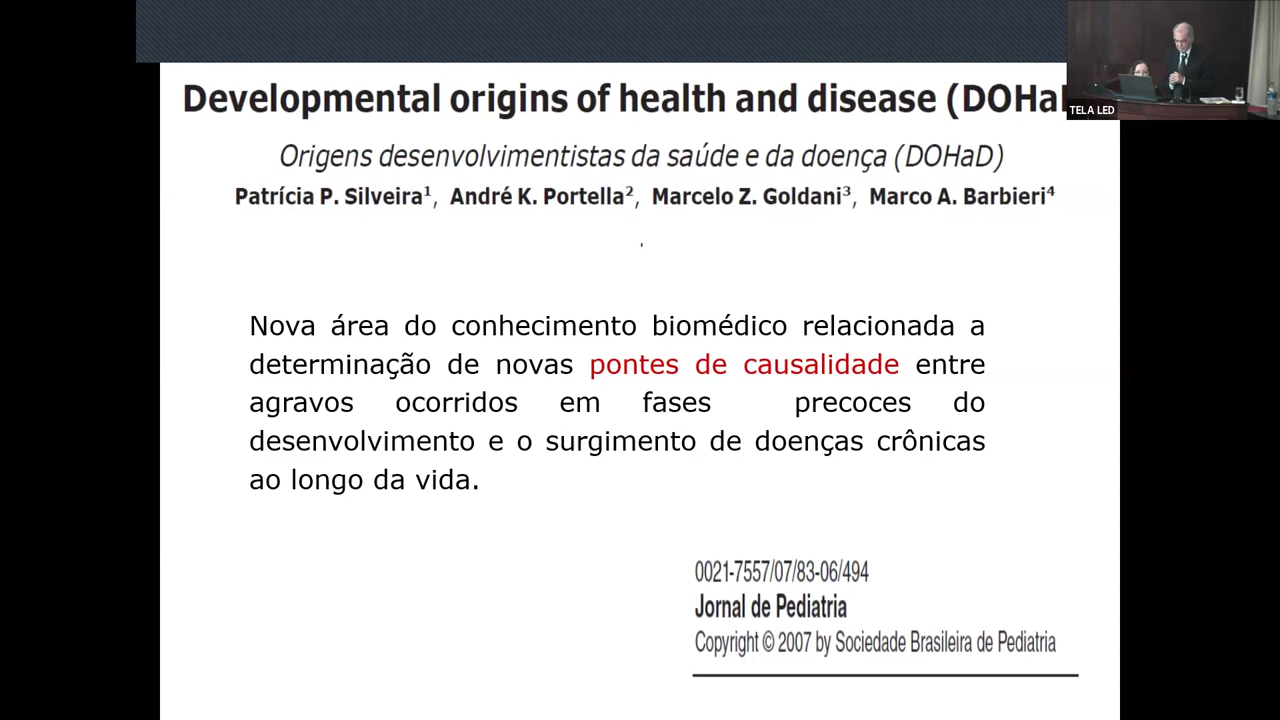 Developmental origins of health and disease (DOHaD
TELA LED
Origens desenvolvimentistas da saúde e da doença (DOHaD)
Patrícia P. Silveira¹, André K. Portella², Marcelo Z. Goldani³, Marco A. Barbieri⁴
Nova área do conhecimento biomédico relacionada a
determinação de novas pontes de causalidade entre
agravos ocorridos em fases precoces do
desenvolvimento e o surgimento de doenças crônicas
ao longo da vida.
0021-7557/07/83-06/494
Jornal de Pediatria
Copyright © 2007 by Sociedade Brasileira de Pediatria